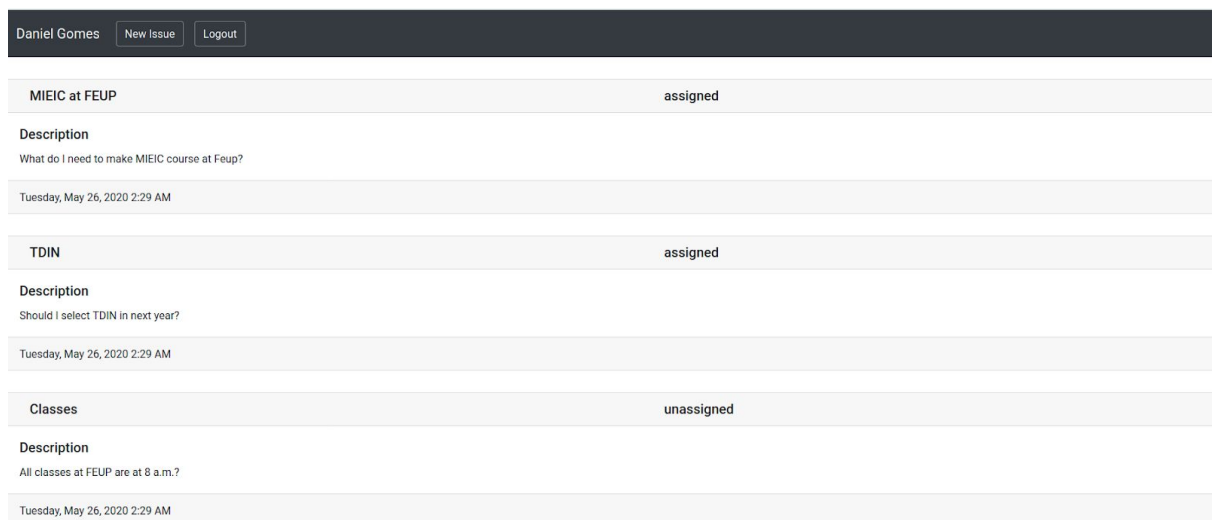 Daniel Gomes New Issue Logout
MIEIC at FEUP assigned
Description
What do I need to make MIEIC course at Feup?
Tuesday, May 26, 2020 2:29 AM
TDIN assigned
Description
Should I select TDIN in next year?
Tuesday, May 26, 2020 2:29 AM
Classes unassigned
Description
All classes at FEUP are at 8 a.m.?
Tuesday, May 26, 2020 2:29 AM